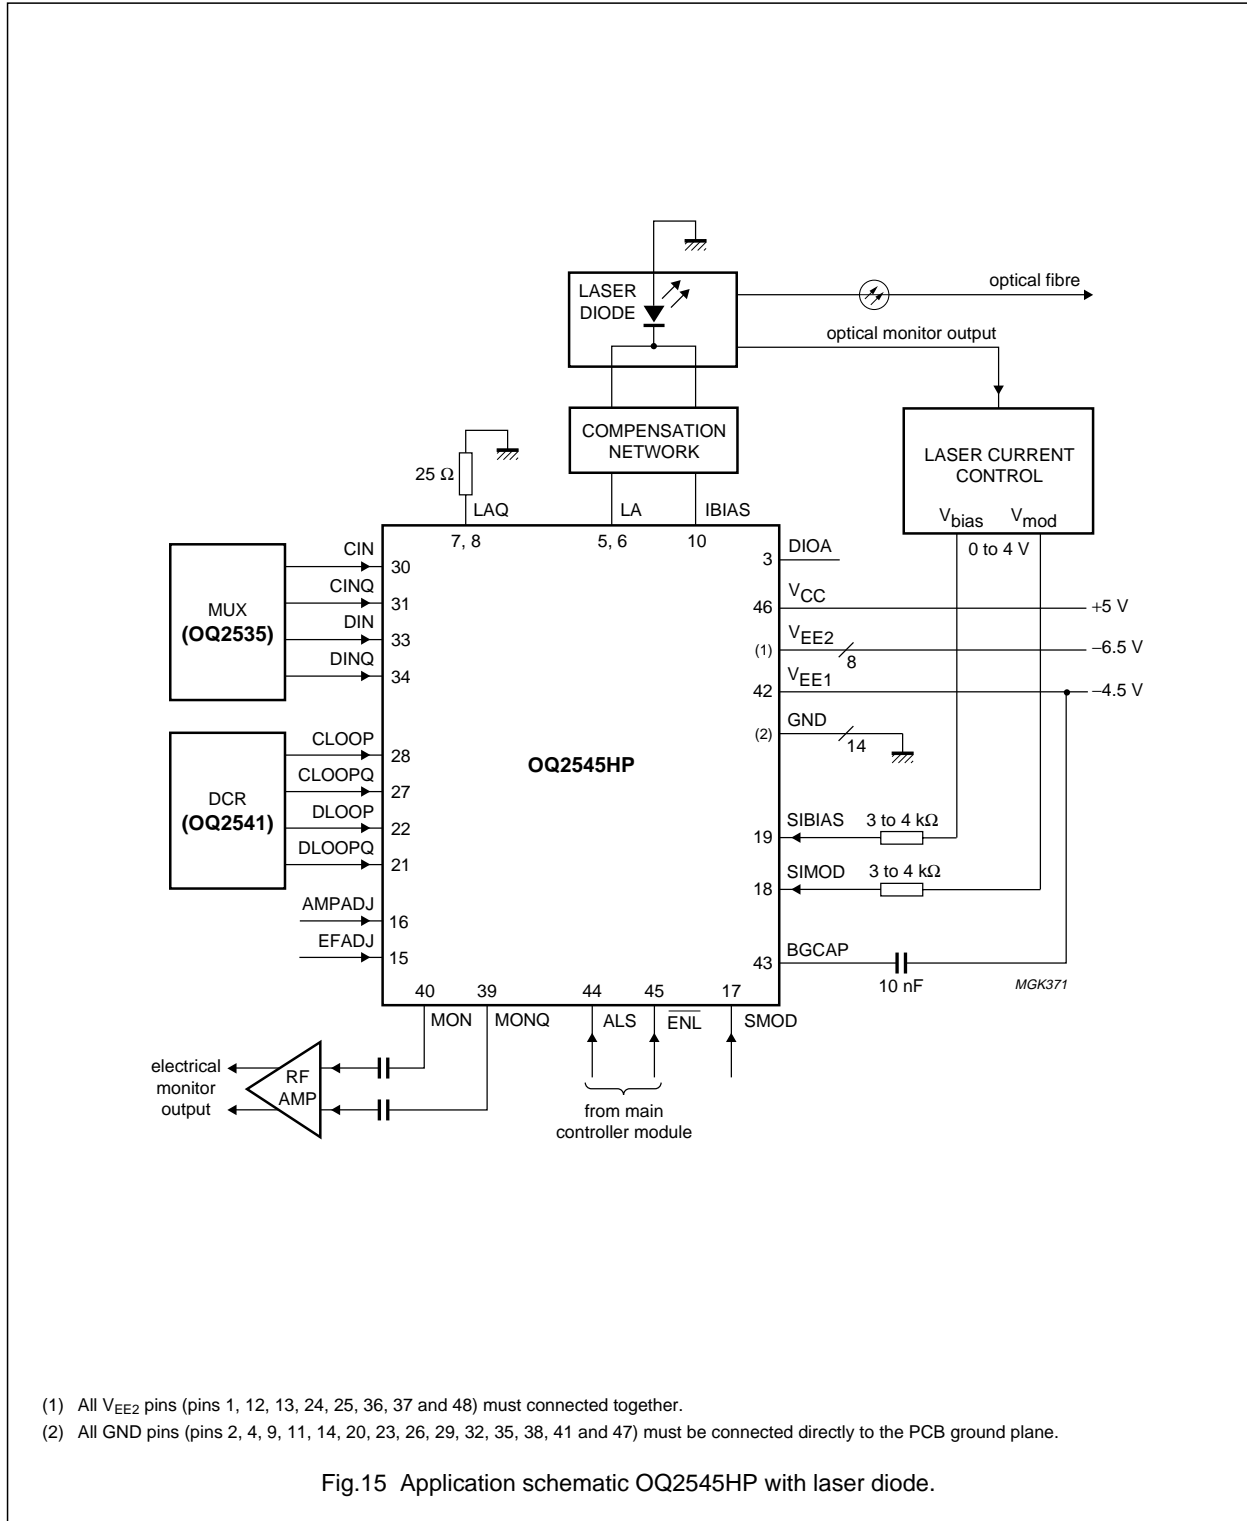 LASER
DIODE
optical fibre
optical monitor output
COMPENSATION
NETWORK
LASER CURRENT
CONTROL
Vbias Vmod
0 to 4 V
25 Ω
LAQ LA IBIAS
7, 8 5, 6 10
MUX
(OQ2535)
CIN 30
CINQ 31
DIN 33
DINQ 34
DCR
(OQ2541)
CLOOP 28
CLOOPQ 27
DLOOP 22
DLOOPQ 21
AMPADJ 16
EFADJ 15
OQ2545HP
3 DIOA
46 VCC +5 V
(1) VEE2 8 −6.5 V
42 VEE1 −4.5 V
(2) GND 14
19 SIBIAS 3 to 4 kΩ
18 SIMOD 3 to 4 kΩ
43 BGCAP
10 nF
MGK371
40 39 44 45 17
MON MONQ ALS ENL SMOD
electrical
monitor
output
RF
AMP
from main
controller module
(1) All VEE2 pins (pins 1, 12, 13, 24, 25, 36, 37 and 48) must connected together.
(2) All GND pins (pins 2, 4, 9, 11, 14, 20, 23, 26, 29, 32, 35, 38, 41 and 47) must be connected directly to the PCB ground plane.
Fig.15 Application schematic OQ2545HP with laser diode.